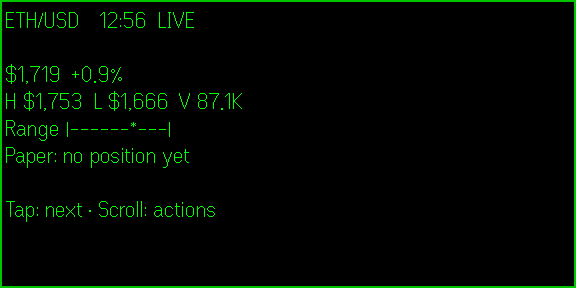 ETH/USD 12:56 LIVE
$1,719 +0.9%
H $1,753 L $1,666 V 87.1K
Range |------*---|
Paper: no position yet
Tap: next · Scroll: actions